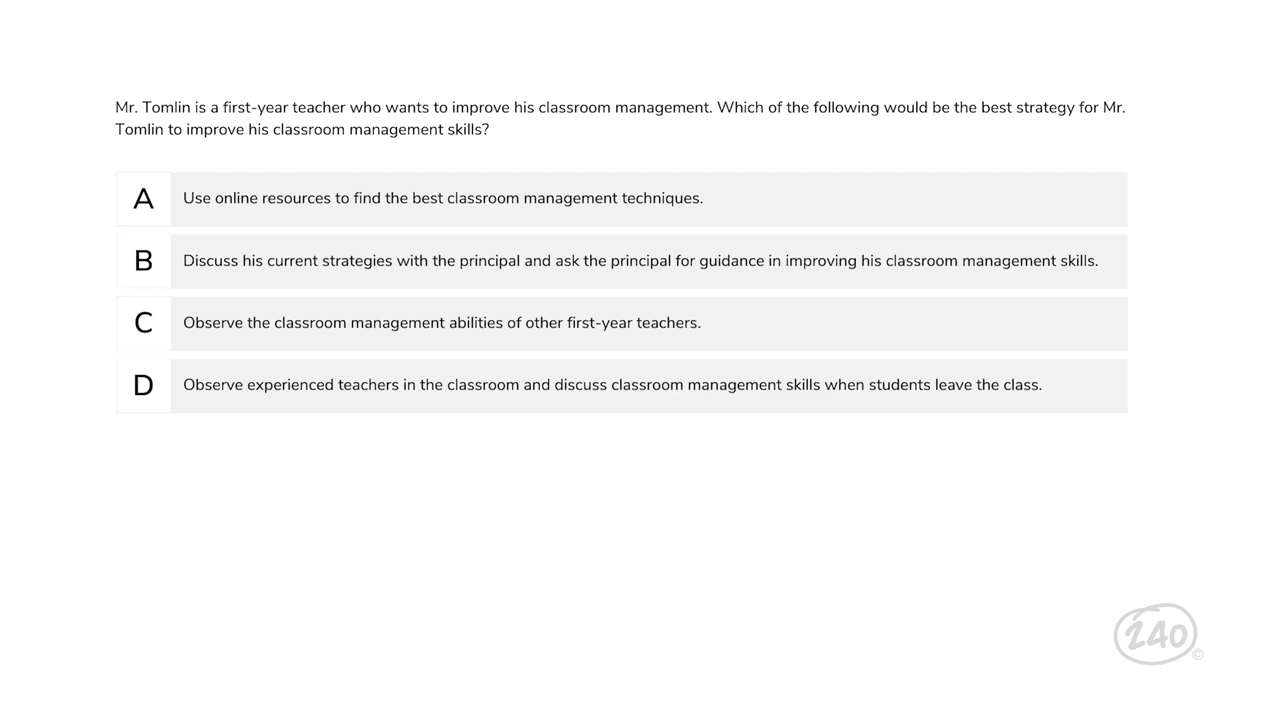 Mr. Tomlin is a first-year teacher who wants to improve his classroom management. Which of the following would be the best strategy for Mr.
Tomlin to improve his classroom management skills?
A Use online resources to find the best classroom management techniques.
B Discuss his current strategies with the principal and ask the principal for guidance in improving his classroom management skills.
C Observe the classroom management abilities of other first-year teachers.
D Observe experienced teachers in the classroom and discuss classroom management skills when students leave the class.
240 ©